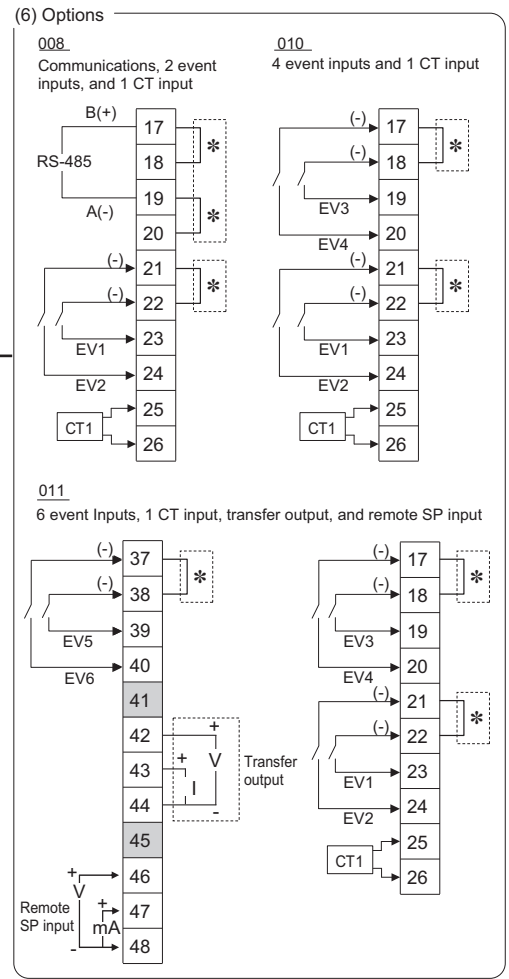 (6) Options
008
Communications, 2 event
inputs, and 1 CT input
B(+)
RS-485
A(-)
17
*
18
19
*
20
(-)
21
*
(-)
22
EV1
23
EV2
24
CT1
25
26
010
4 event inputs and 1 CT input
(-)
17
*
(-)
18
EV3
19
EV4
20
(-)
21
*
(-)
22
EV1
23
EV2
24
CT1
25
26
011
6 event Inputs, 1 CT input, transfer output, and remote SP input
(-)
37
*
(-)
38
EV5
39
EV6
40
41
42
+
V
43
+
I
Transfer
output
44
-
45
46
+
V
Remote
SP input
47
+
mA
48
-
(-)
17
*
(-)
18
EV3
19
EV4
20
(-)
21
*
(-)
22
EV1
23
EV2
24
CT1
25
26